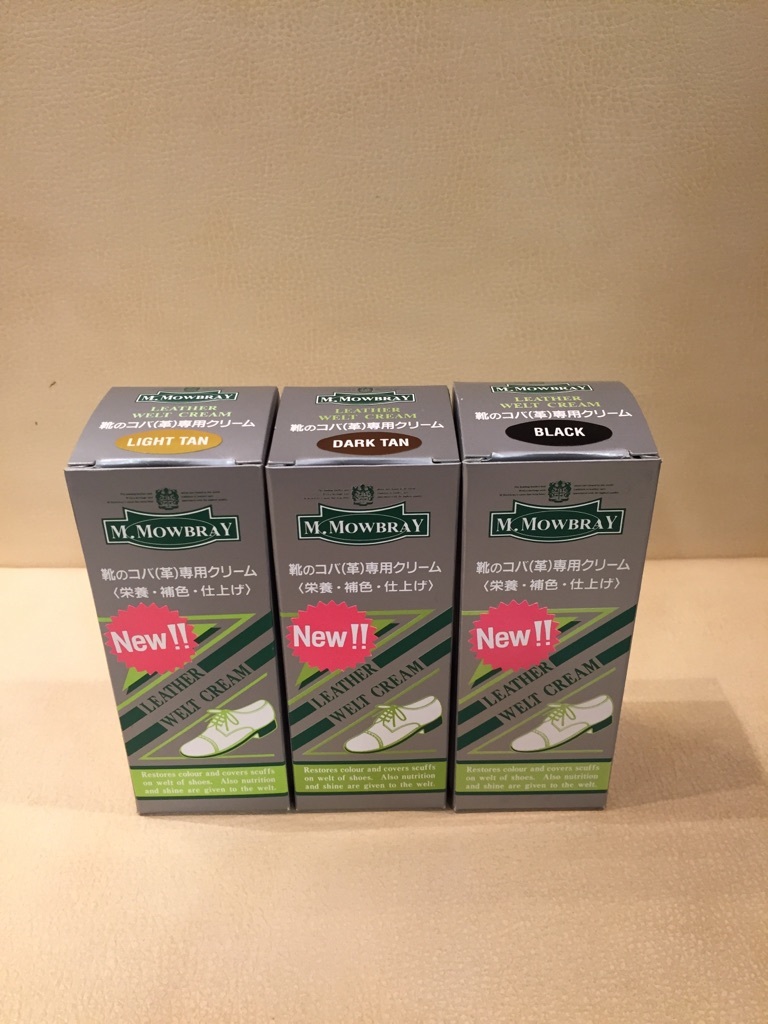 M. MOWBRAY
LEATHER
WELT CREAM
靴のコバ(革)専用クリーム
LIGHT TAN
M. MOWBRAY
靴のコバ(革)専用クリーム
〈栄養・補色・仕上げ〉
New!!
LEATHER
WELT CREAM
Restores colour and covers scuffs
on welt of shoes. Also nutrition
and shine are given to the welt.
M. MOWBRAY
LEATHER
WELT CREAM
靴のコバ(革)専用クリーム
DARK TAN
M. MOWBRAY
靴のコバ(革)専用クリーム
〈栄養・補色・仕上げ〉
New!!
LEATHER
WELT CREAM
Restores colour and covers scuffs
on welt of shoes. Also nutrition
and shine are given to the welt.
M. MOWBRAY
LEATHER
WELT CREAM
靴のコバ(革)専用クリーム
BLACK
M. MOWBRAY
靴のコバ(革)専用クリーム
〈栄養・補色・仕上げ〉
New!!
LEATHER
WELT CREAM
Restores colour and covers scuffs
on welt of shoes. Also nutrition
and shine are given to the welt.